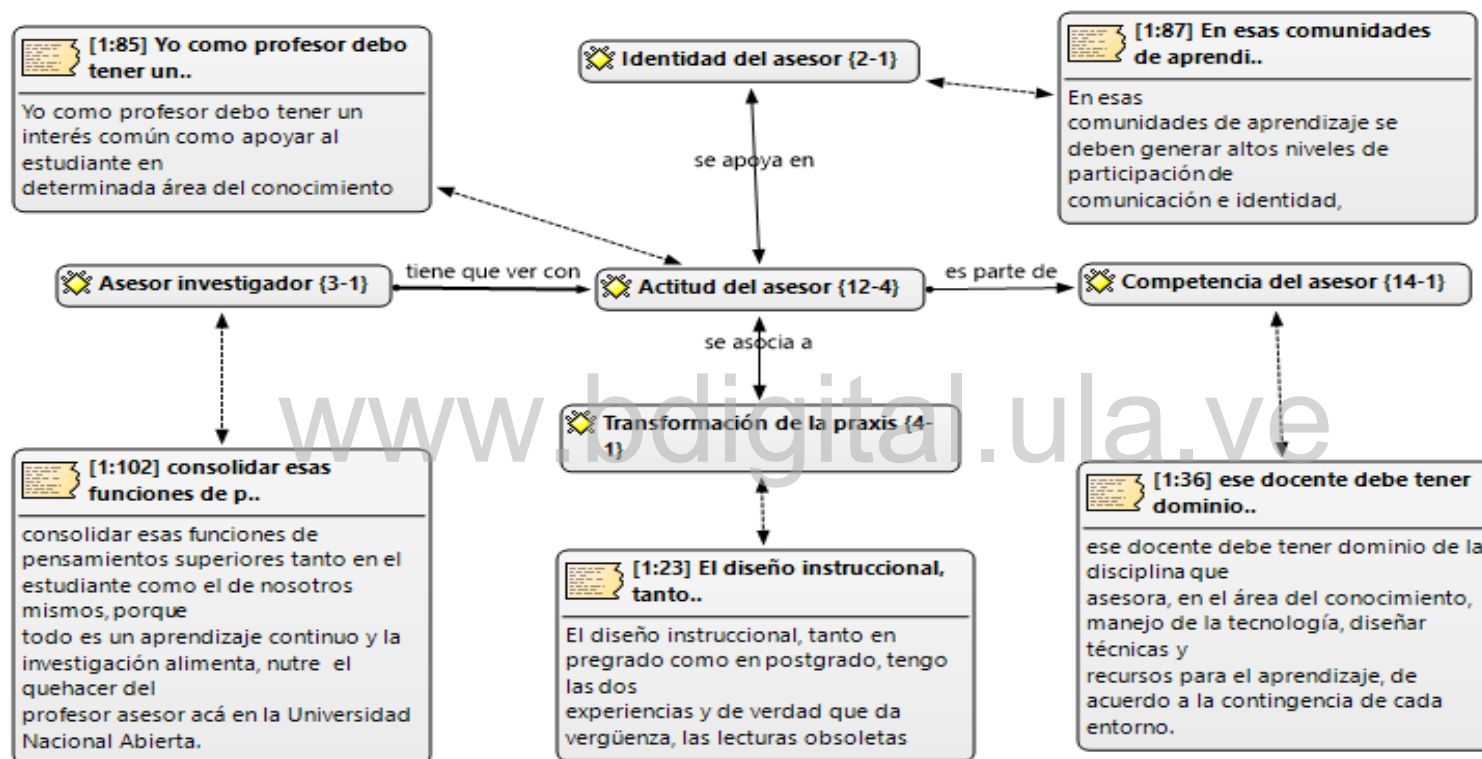 [1:85] Yo como profesor debo
tener un..
Yo como profesor debo tener un
interés común como apoyar al
estudiante en
determinada área del conocimiento
Identidad del asesor {2-1}
[1:87] En esas comunidades
de aprendi..
En esas
comunidades de aprendizaje se
deben generar altos niveles de
participación de
comunicación e identidad,
se apoya en
Asesor investigador {3-1}
tiene que ver con
Actitud del asesor {12-4}
es parte de
Competencia del asesor {14-1}
se asocia a
www.bdigital.ula.ve
Transformación de la praxis {4-
1}
[1:102] consolidar esas
funciones de p..
consolidar esas funciones de
pensamientos superiores tanto en el
estudiante como el de nosotros
mismos, porque
todo es un aprendizaje continuo y la
investigación alimenta, nutre el
quehacer del
profesor asesor acá en la Universidad
Nacional Abierta.
[1:23] El diseño instruccional,
tanto..
El diseño instruccional, tanto en
pregrado como en postgrado, tengo
las dos
experiencias y de verdad que da
vergüenza, las lecturas obsoletas
[1:36] ese docente debe tener
dominio..
ese docente debe tener dominio de la
disciplina que
asesora, en el área del conocimiento,
manejo de la tecnología, diseñar
técnicas y
recursos para el aprendizaje, de
acuerdo a la contingencia de cada
entorno.